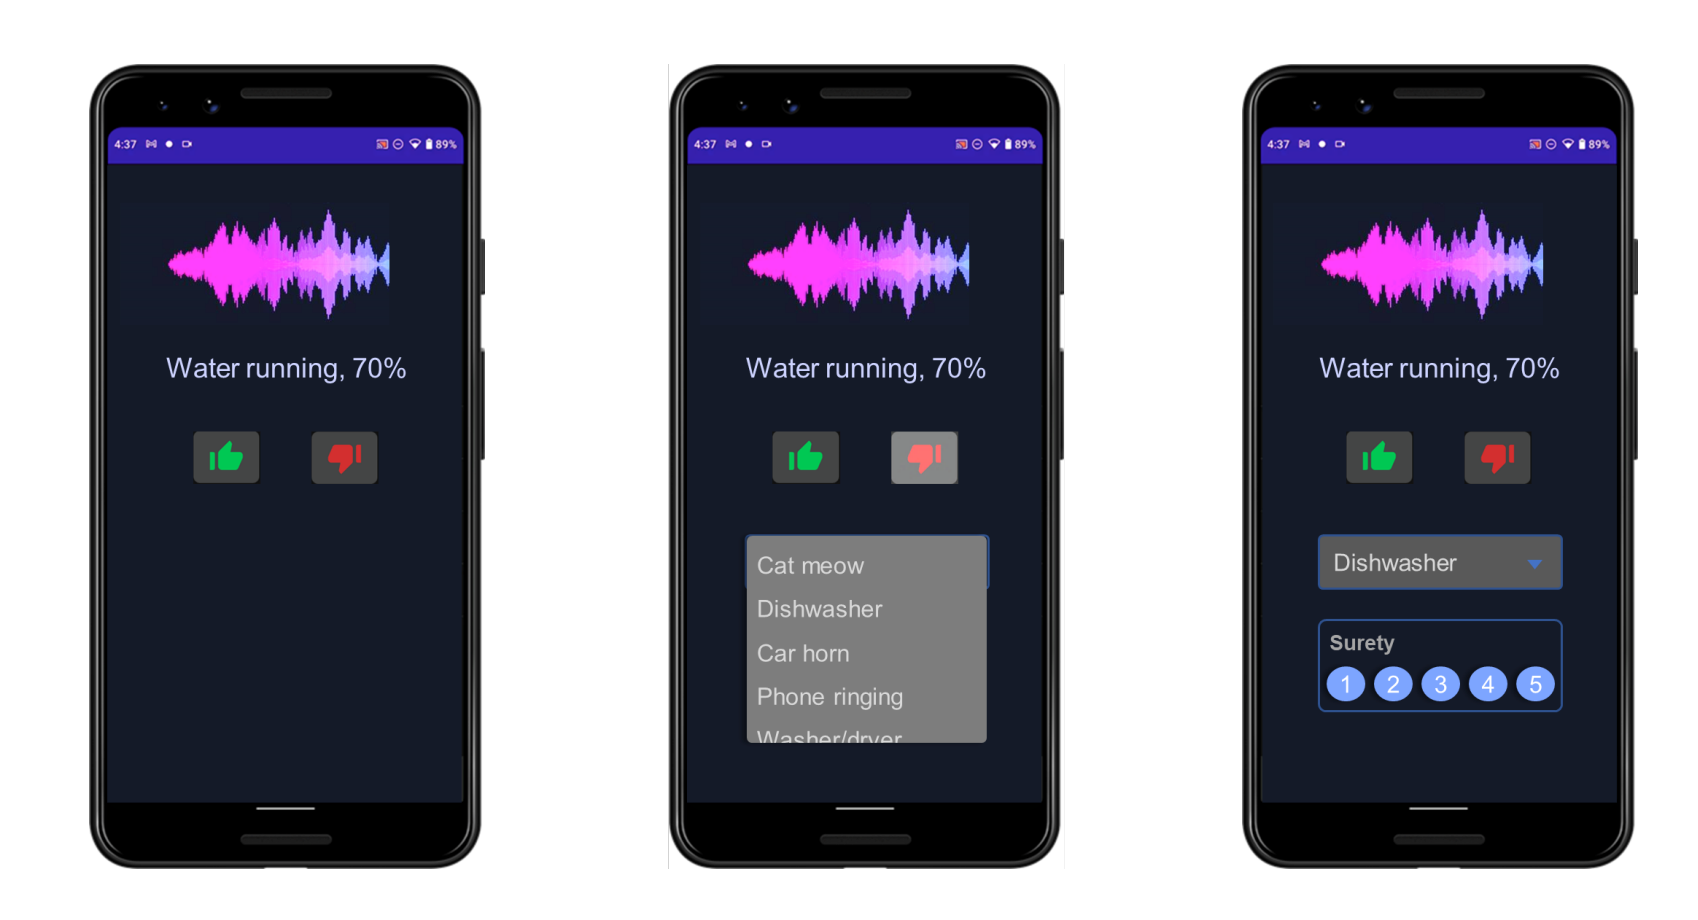 4:37 89%
Water running, 70%
4:37 89%
Water running, 70%
Cat meow
Dishwasher
Car horn
Phone ringing
Washer/dryer
4:37 89%
Water running, 70%
Dishwasher
Surety
1 2 3 4 5